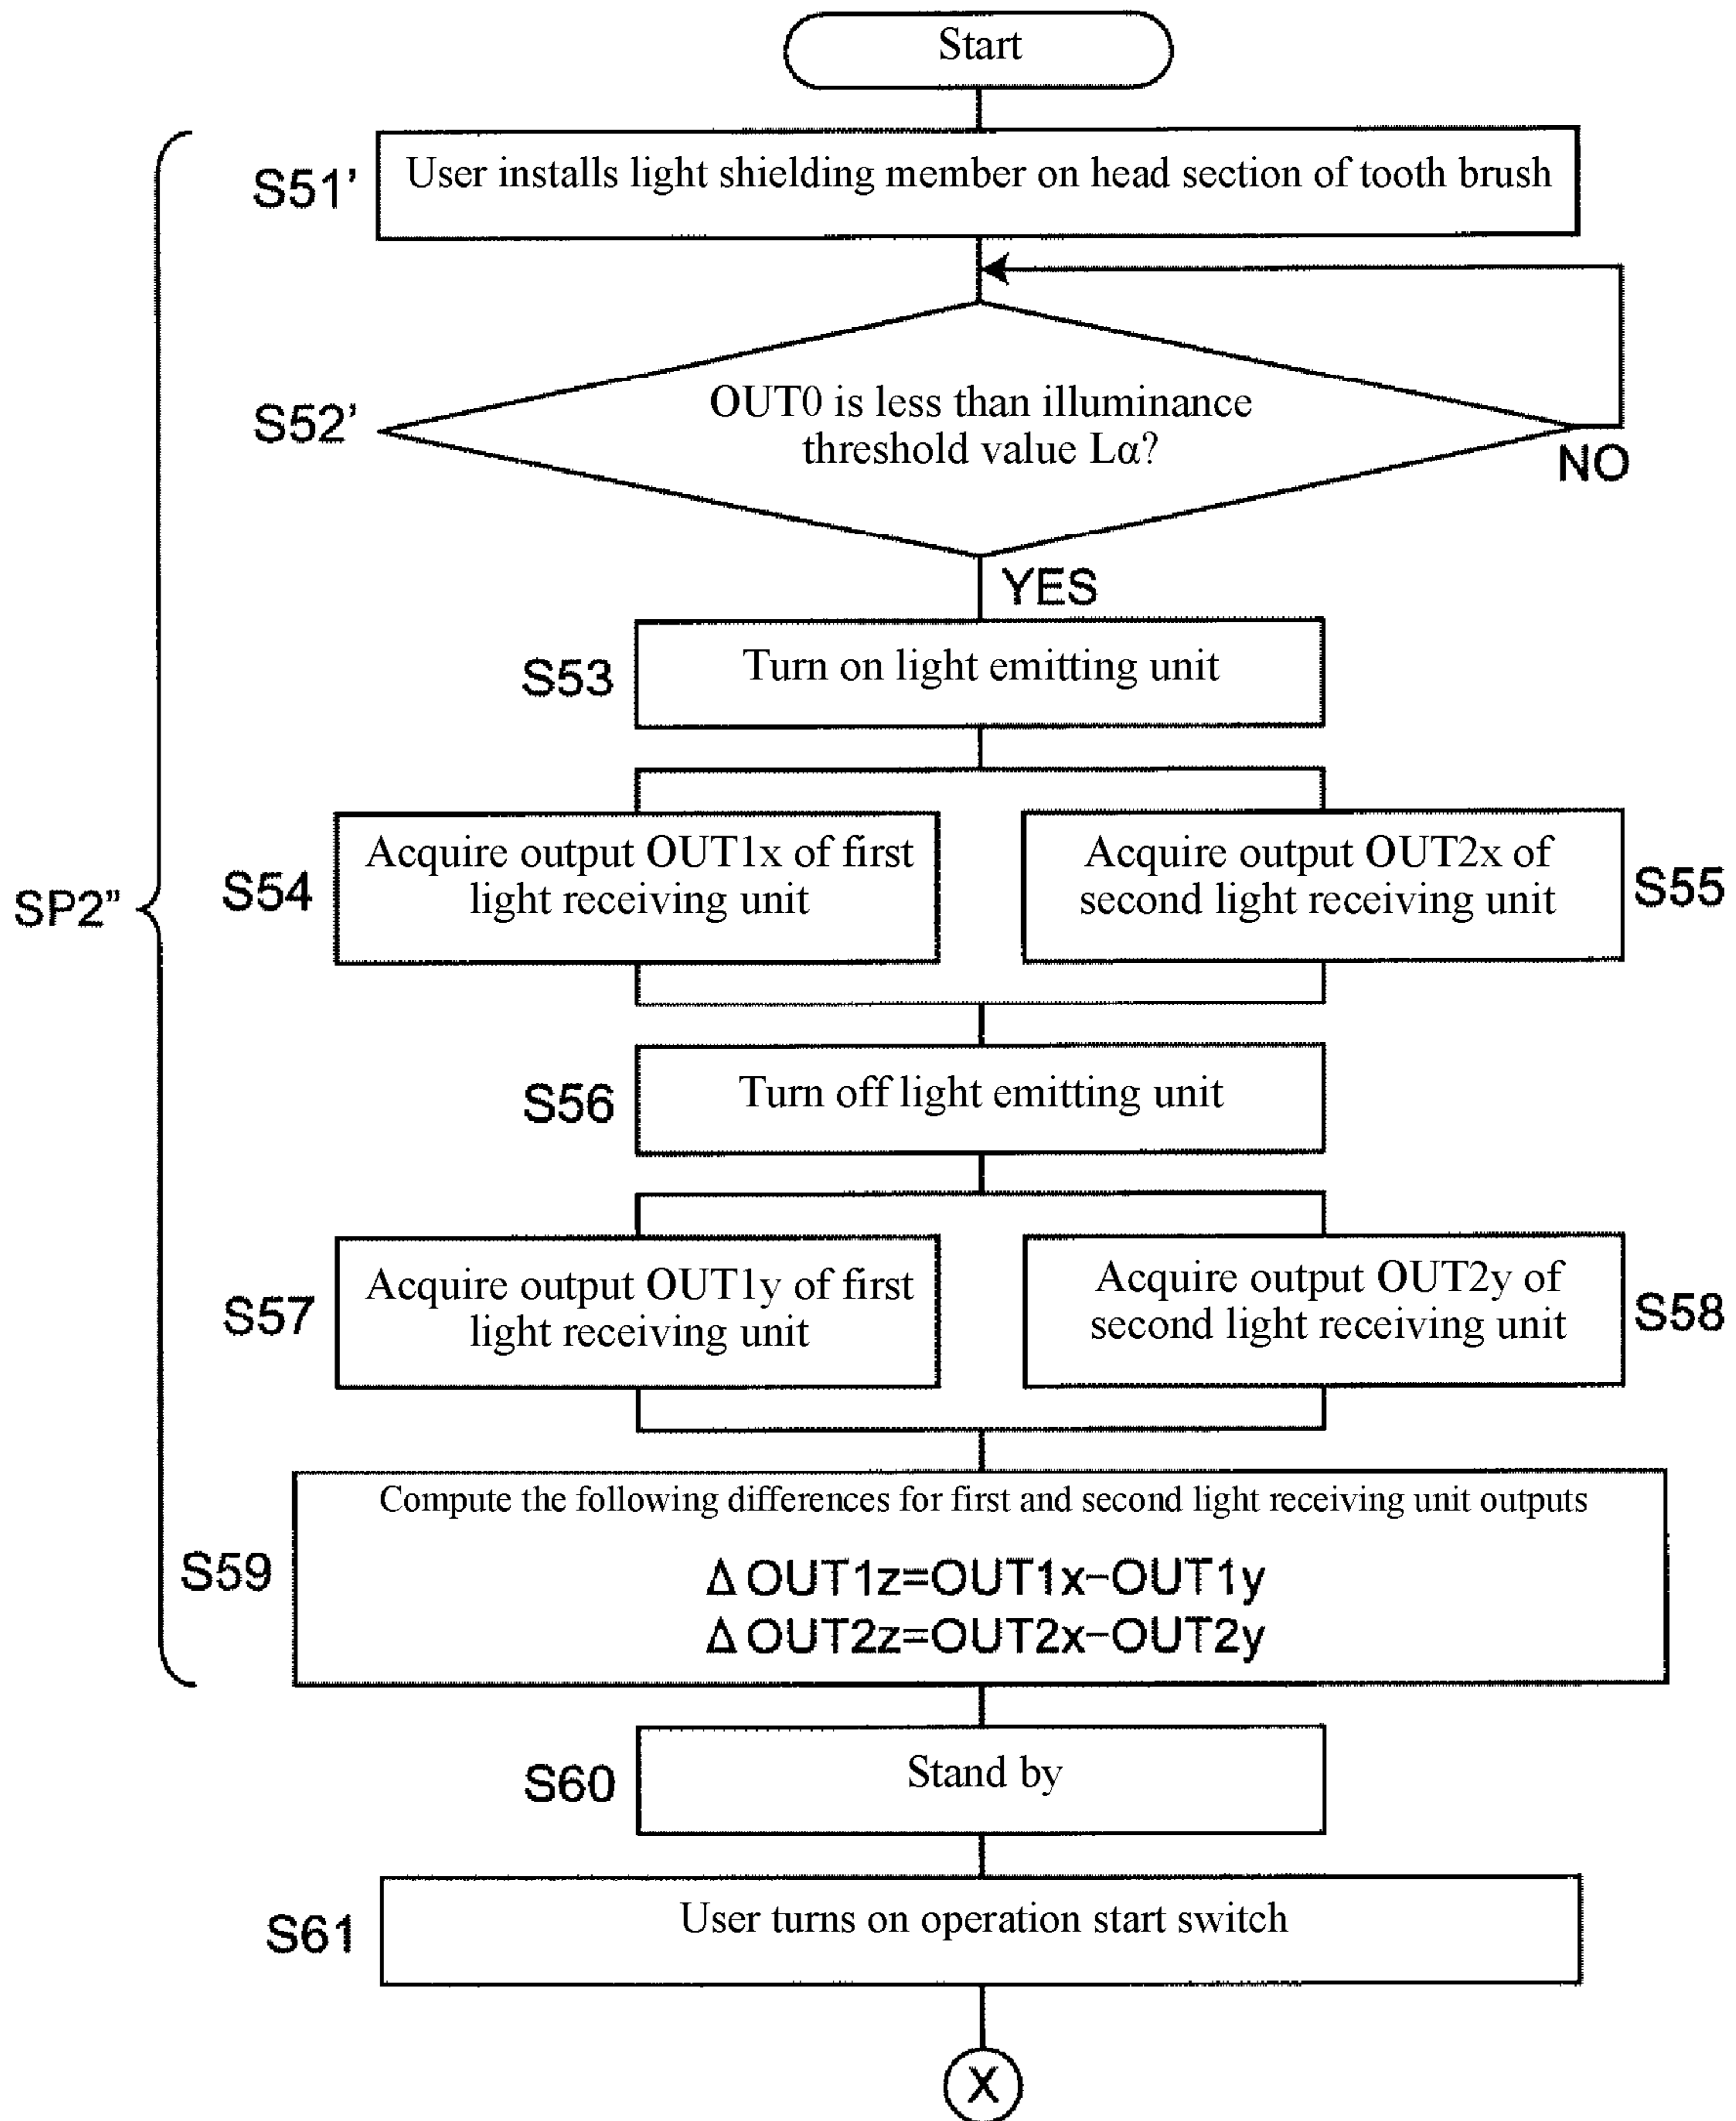 Start
S51’
User installs light shielding member on head section of tooth brush
S52’
OUT0 is less than illuminance
threshold value Lα?
NO
YES
S53
Turn on light emitting unit
SP2”
S54
Acquire output OUT1x of first
light receiving unit
Acquire output OUT2x of
second light receiving unit
S55
S56
Turn off light emitting unit
S57
Acquire output OUT1y of first
light receiving unit
Acquire output OUT2y of
second light receiving unit
S58
S59
Compute the following differences for first and second light receiving unit outputs
Δ OUT1z=OUT1x-OUT1y
Δ OUT2z=OUT2x-OUT2y
S60
Stand by
S61
User turns on operation start switch
X